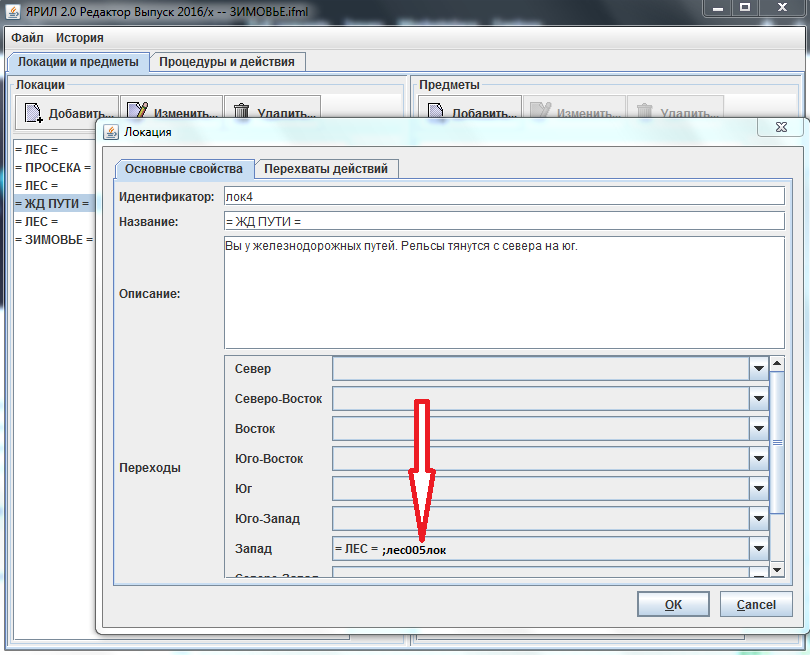 ЯРИЛ 2.0 Редактор Выпуск 2016/x -- ЗИМОВЬЕ.ifml
Файл История
Локации и предметы Процедуры и действия
Локации Предметы
Добавить... Изменить... Удалить... Добавить... Изменить... Удалить...
Локация
= ЛЕС =
= ПРОСЕКА =
= ЛЕС =
= ЖД ПУТИ =
= ЛЕС =
= ЗИМОВЬЕ =
Основные свойства Перехваты действий
Идентификатор: лок4
Название: = ЖД ПУТИ =
Вы у железнодорожных путей. Рельсы тянутся с севера на юг.
Описание:
Север
Северо-Восток
Восток
Юго-Восток
Переходы
Юг
Юго-Запад
Запад = ЛЕС = ;лес005лок
Северо-Запад
OK Cancel